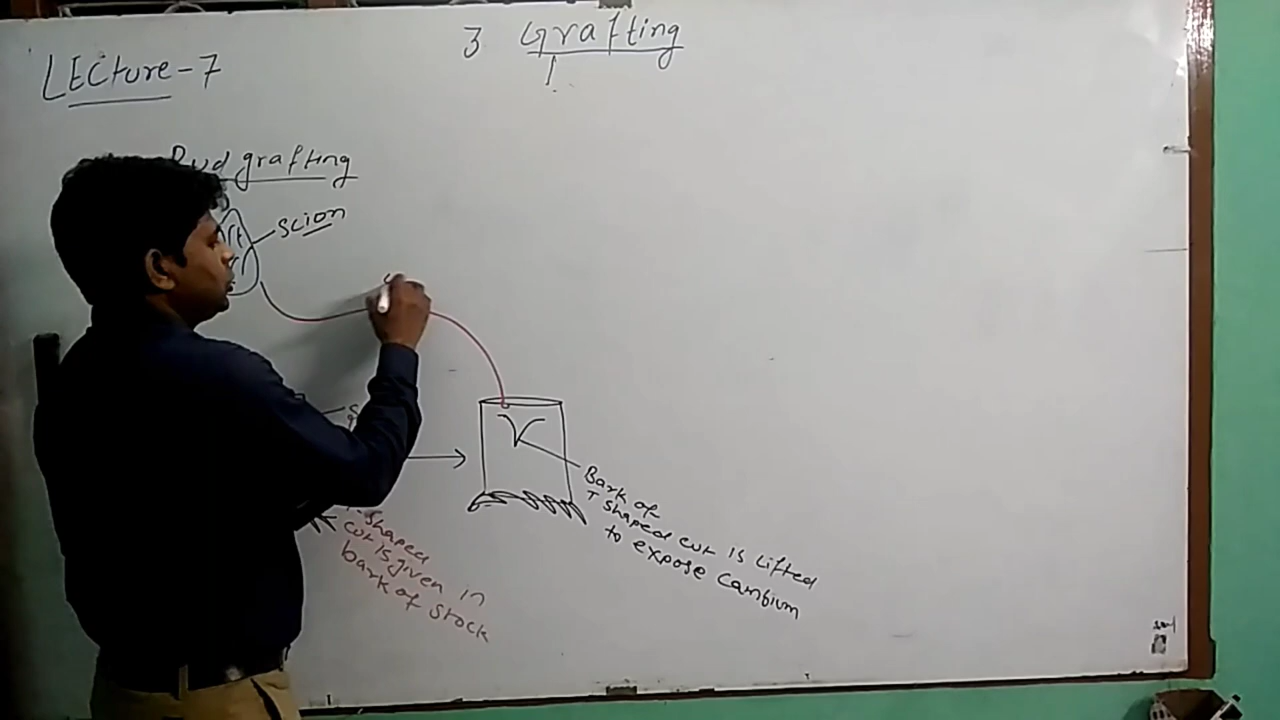 3 Grafting
LECture-7
Bud grafting
scion
Bark of
T shaped cut is Lifted
to expose Cambium
T. shaped
cut is given in
bark of stock